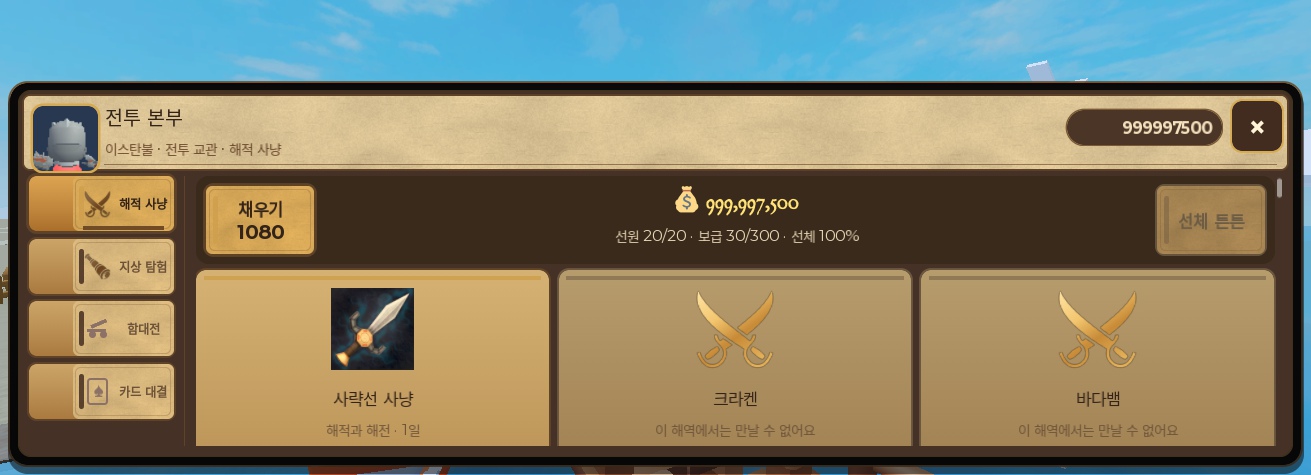 전투 본부
이스탄불 · 전투 교관 · 해적 사냥
999997500
해적 사냥
지상 탐험
함대전
카드 대결
채우기
1080
999,997,500
선원 20/20 · 보급 30/300 · 선체 100%
선체 튼튼
사략선 사냥
해적과 해전 · 1일
크라켄
이 해역에서는 만날 수 없어요
바다뱀
이 해역에서는 만날 수 없어요